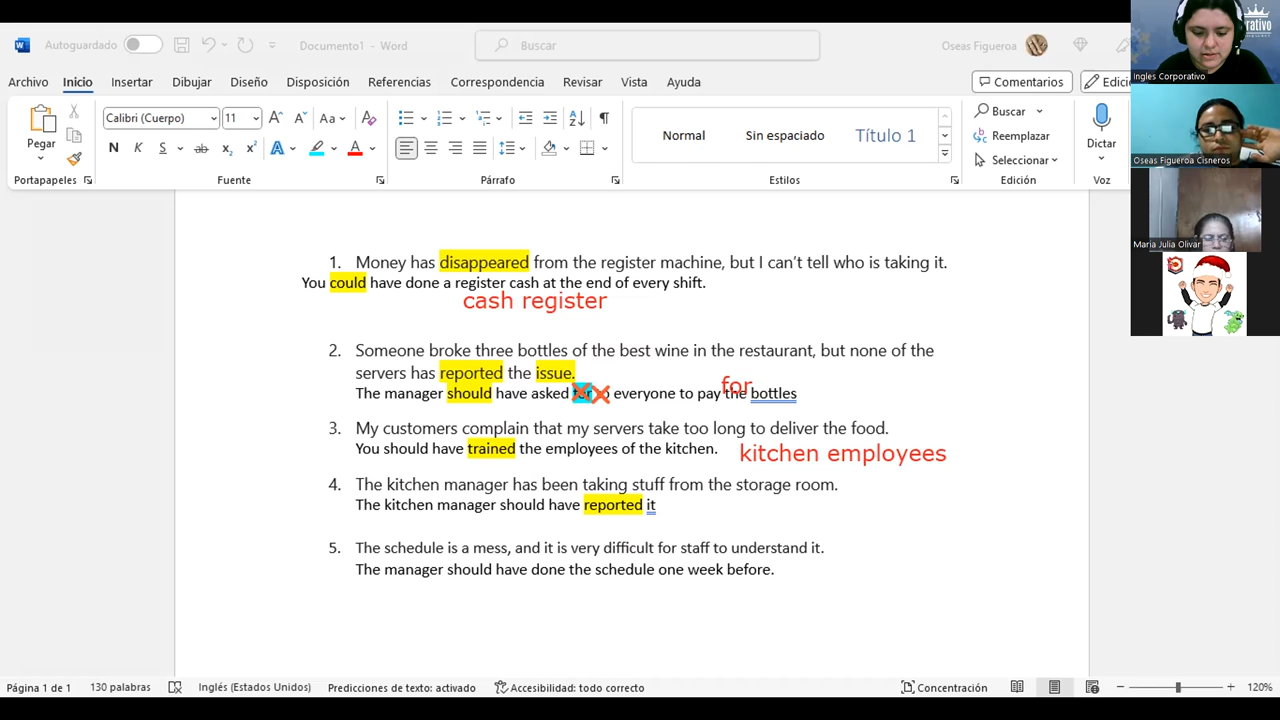 Autoguardado
Documento1 - Word
Buscar
Oseas Figueroa
Archivo Inicio Insertar Dibujar Diseño Disposición Referencias Correspondencia Revisar Vista Ayuda
Comentarios
Pegar
Calibri (Cuerpo) 11
Normal Sin espaciado Título 1
Buscar
Reemplazar
Seleccionar
Dictar
Portapapeles Fuente Párrafo Estilos Edición Voz
Ingles Corporativo
Oseas Figueroa Cisneros
Maria Julia Olivar
1. Money has disappeared from the register machine, but I can't tell who is taking it.
You could have done a register cash at the end of every shift.
cash register
2. Someone broke three bottles of the best wine in the restaurant, but none of the
servers has reported the issue.
The manager should have asked for to everyone to pay the bottles
for
3. My customers complain that my servers take too long to deliver the food.
You should have trained the employees of the kitchen.
kitchen employees
4. The kitchen manager has been taking stuff from the storage room.
The kitchen manager should have reported it
5. The schedule is a mess, and it is very difficult for staff to understand it.
The manager should have done the schedule one week before.
Página 1 de 1 130 palabras Inglés (Estados Unidos) Predicciones de texto: activado Accesibilidad: todo correcto Concentración 120%